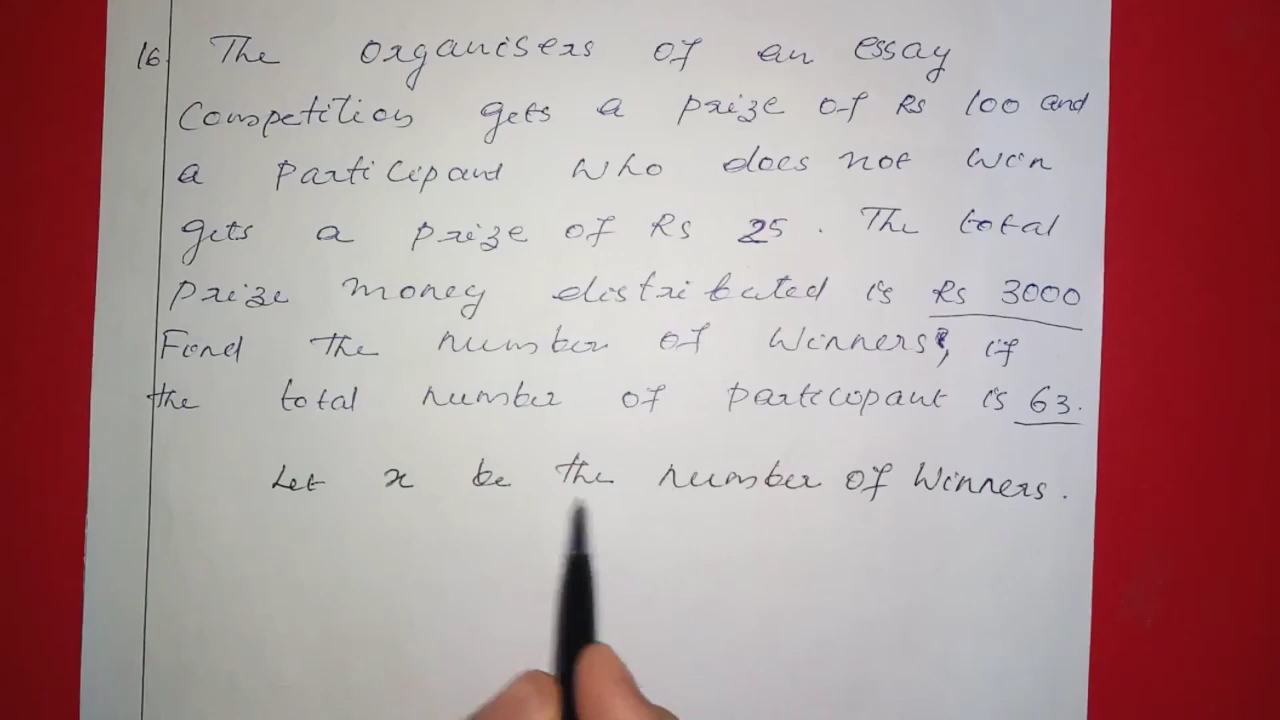 16. The organisers of an essay
Competition gets a prize of Rs 100 and
a participant who does not win
gets a prize of Rs 25. The total
prize money distributed is Rs 3000
Find the number of winners, if
the total number of participant is 63.
Let x be the number of winners.